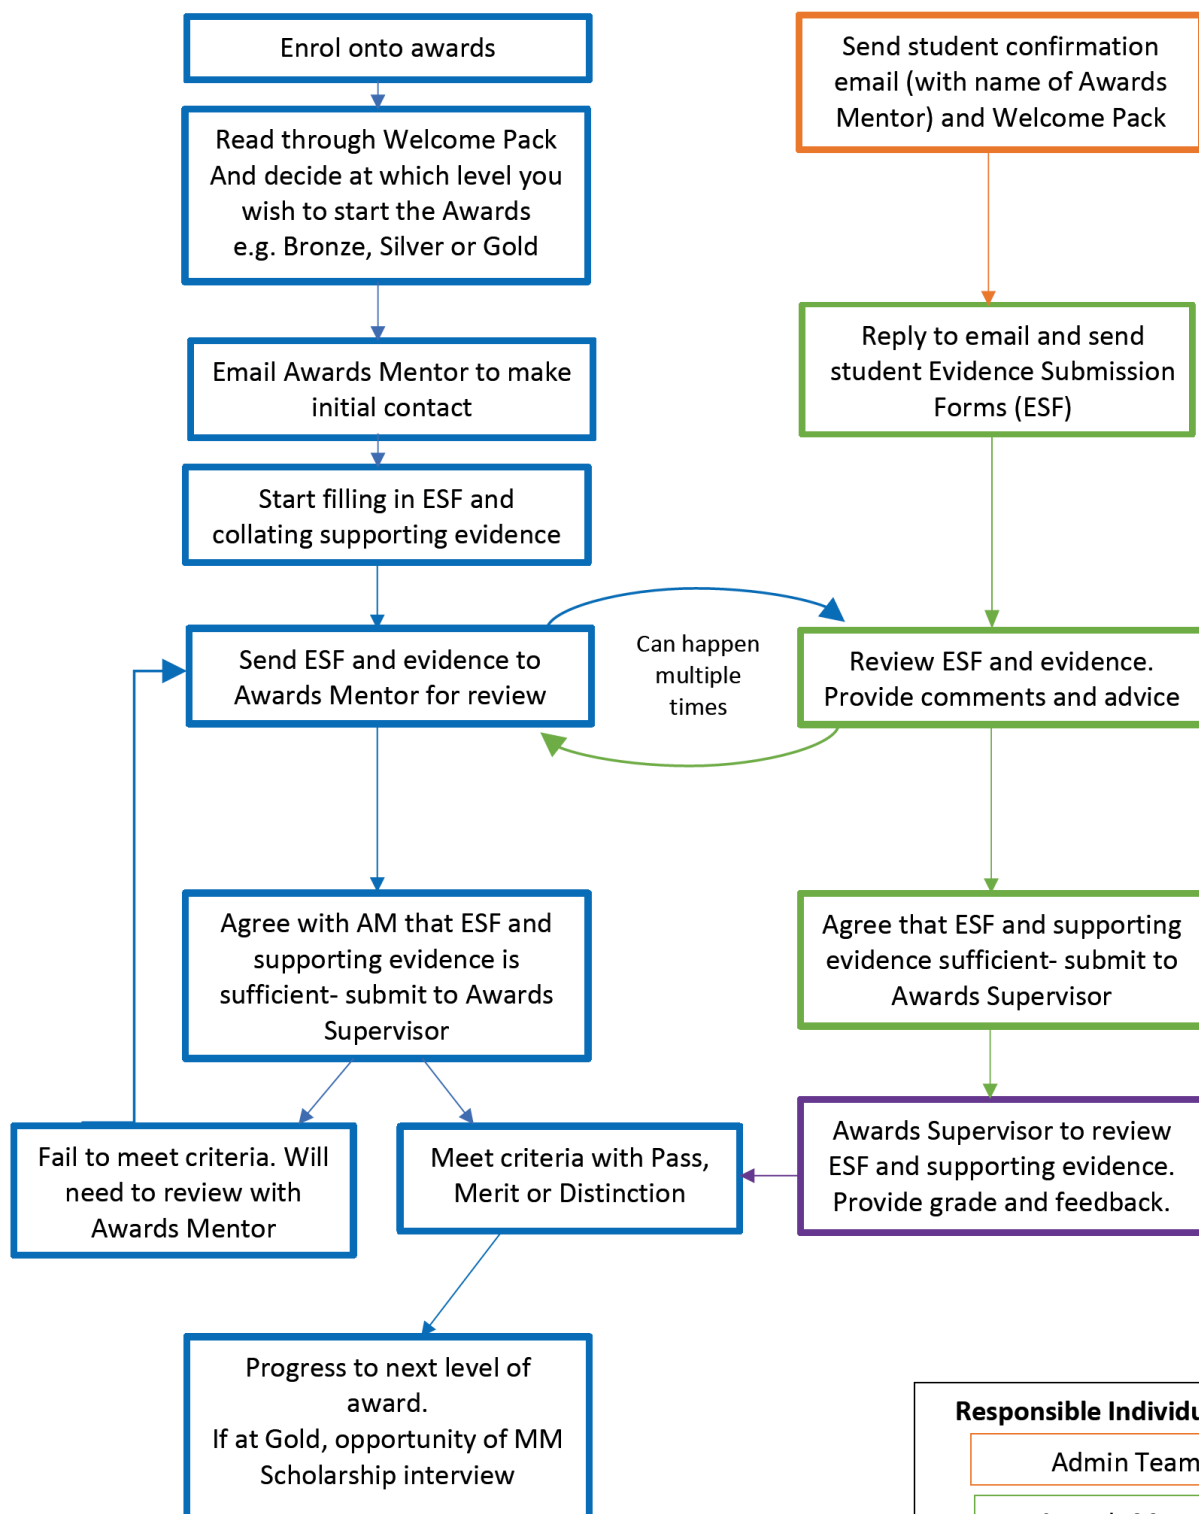 Enrol onto awards
Read through Welcome Pack
And decide at which level you
wish to start the Awards
e.g. Bronze, Silver or Gold
Email Awards Mentor to make
initial contact
Start filling in ESF and
collating supporting evidence
Send ESF and evidence to
Awards Mentor for review
Can happen
multiple
times
Agree with AM that ESF and
supporting evidence is
sufficient- submit to Awards
Supervisor
Fail to meet criteria. Will
need to review with
Awards Mentor
Meet criteria with Pass,
Merit or Distinction
Progress to next level of
award.
If at Gold, opportunity of MM
Scholarship interview
Send student confirmation
email (with name of Awards
Mentor) and Welcome Pack
Reply to email and send
student Evidence Submission
Forms (ESF)
Review ESF and evidence.
Provide comments and advice
Agree that ESF and supporting
evidence sufficient- submit to
Awards Supervisor
Awards Supervisor to review
ESF and supporting evidence.
Provide grade and feedback.
Responsible Individu
Admin Team